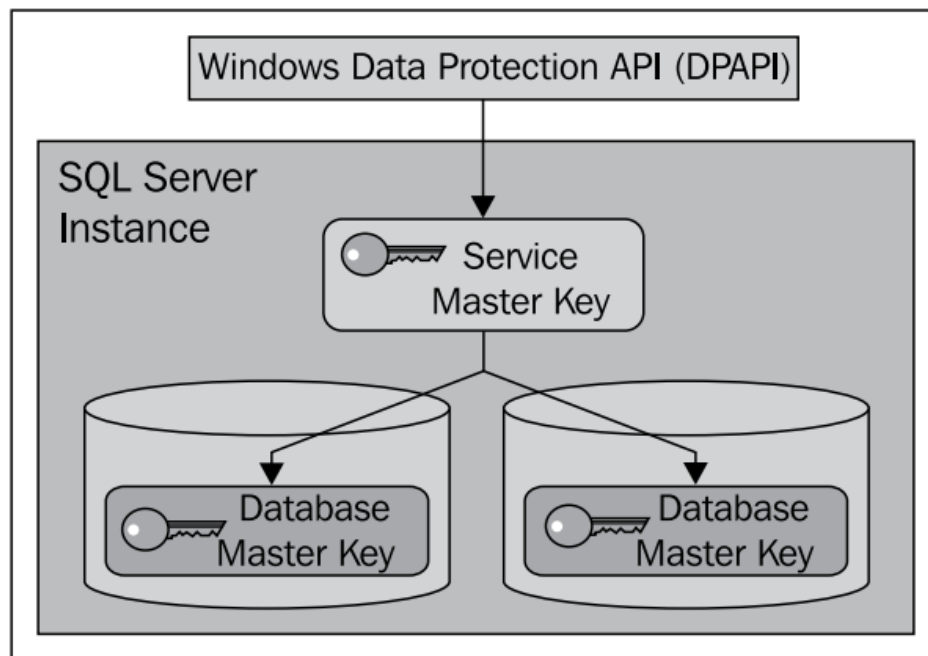 Windows Data Protection API (DPAPI)
SQL Server
Instance
Service
Master Key
Database
Master Key
Database
Master Key